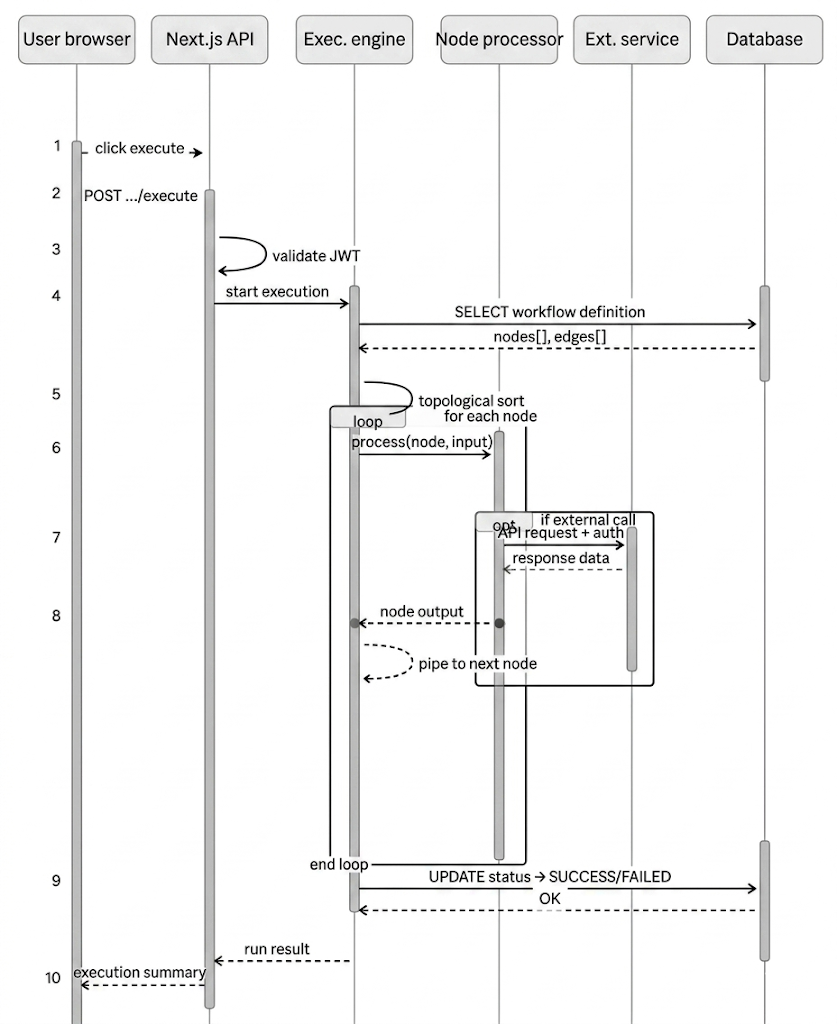 User browser
Next.js API
Exec. engine
Node processor
Ext. service
Database
1
click execute
2
POST .../execute
3
validate JWT
4
start execution
SELECT workflow definition
nodes[], edges[]
5
topological sort
loop
for each node
6
process(node, input)
opt
if external call
7
API request + auth
response data
8
node output
pipe to next node
end loop
9
UPDATE status → SUCCESS/FAILED
OK
run result
10
execution summary